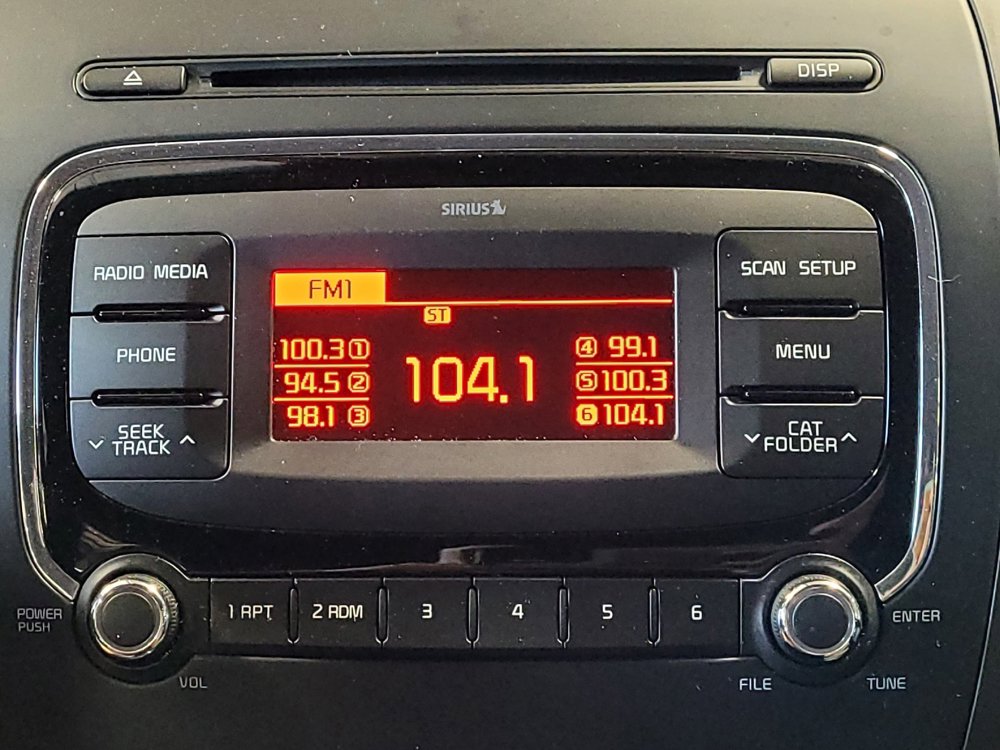 DISP
SIRIUS
RADIO MEDIA
SCAN SETUP
FM1
ST
PHONE
MENU
100.3 1
94.5 2
98.1 3
104.1
4 99.1
5 100.3
6 104.1
SEEK
TRACK
CAT
FOLDER
POWER
PUSH
VOL
1 RPT
2 RDM
3
4
5
6
ENTER
FILE
TUNE